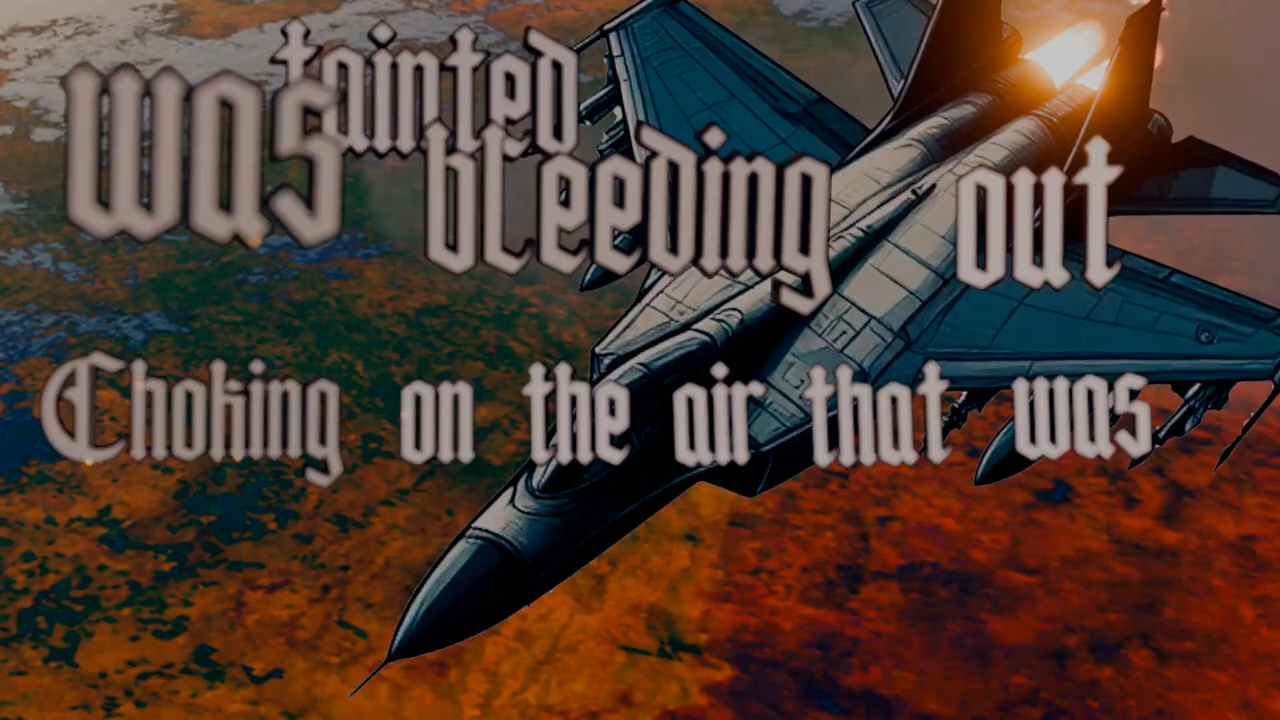 tainted
was bleeding out
Choking on the air that was